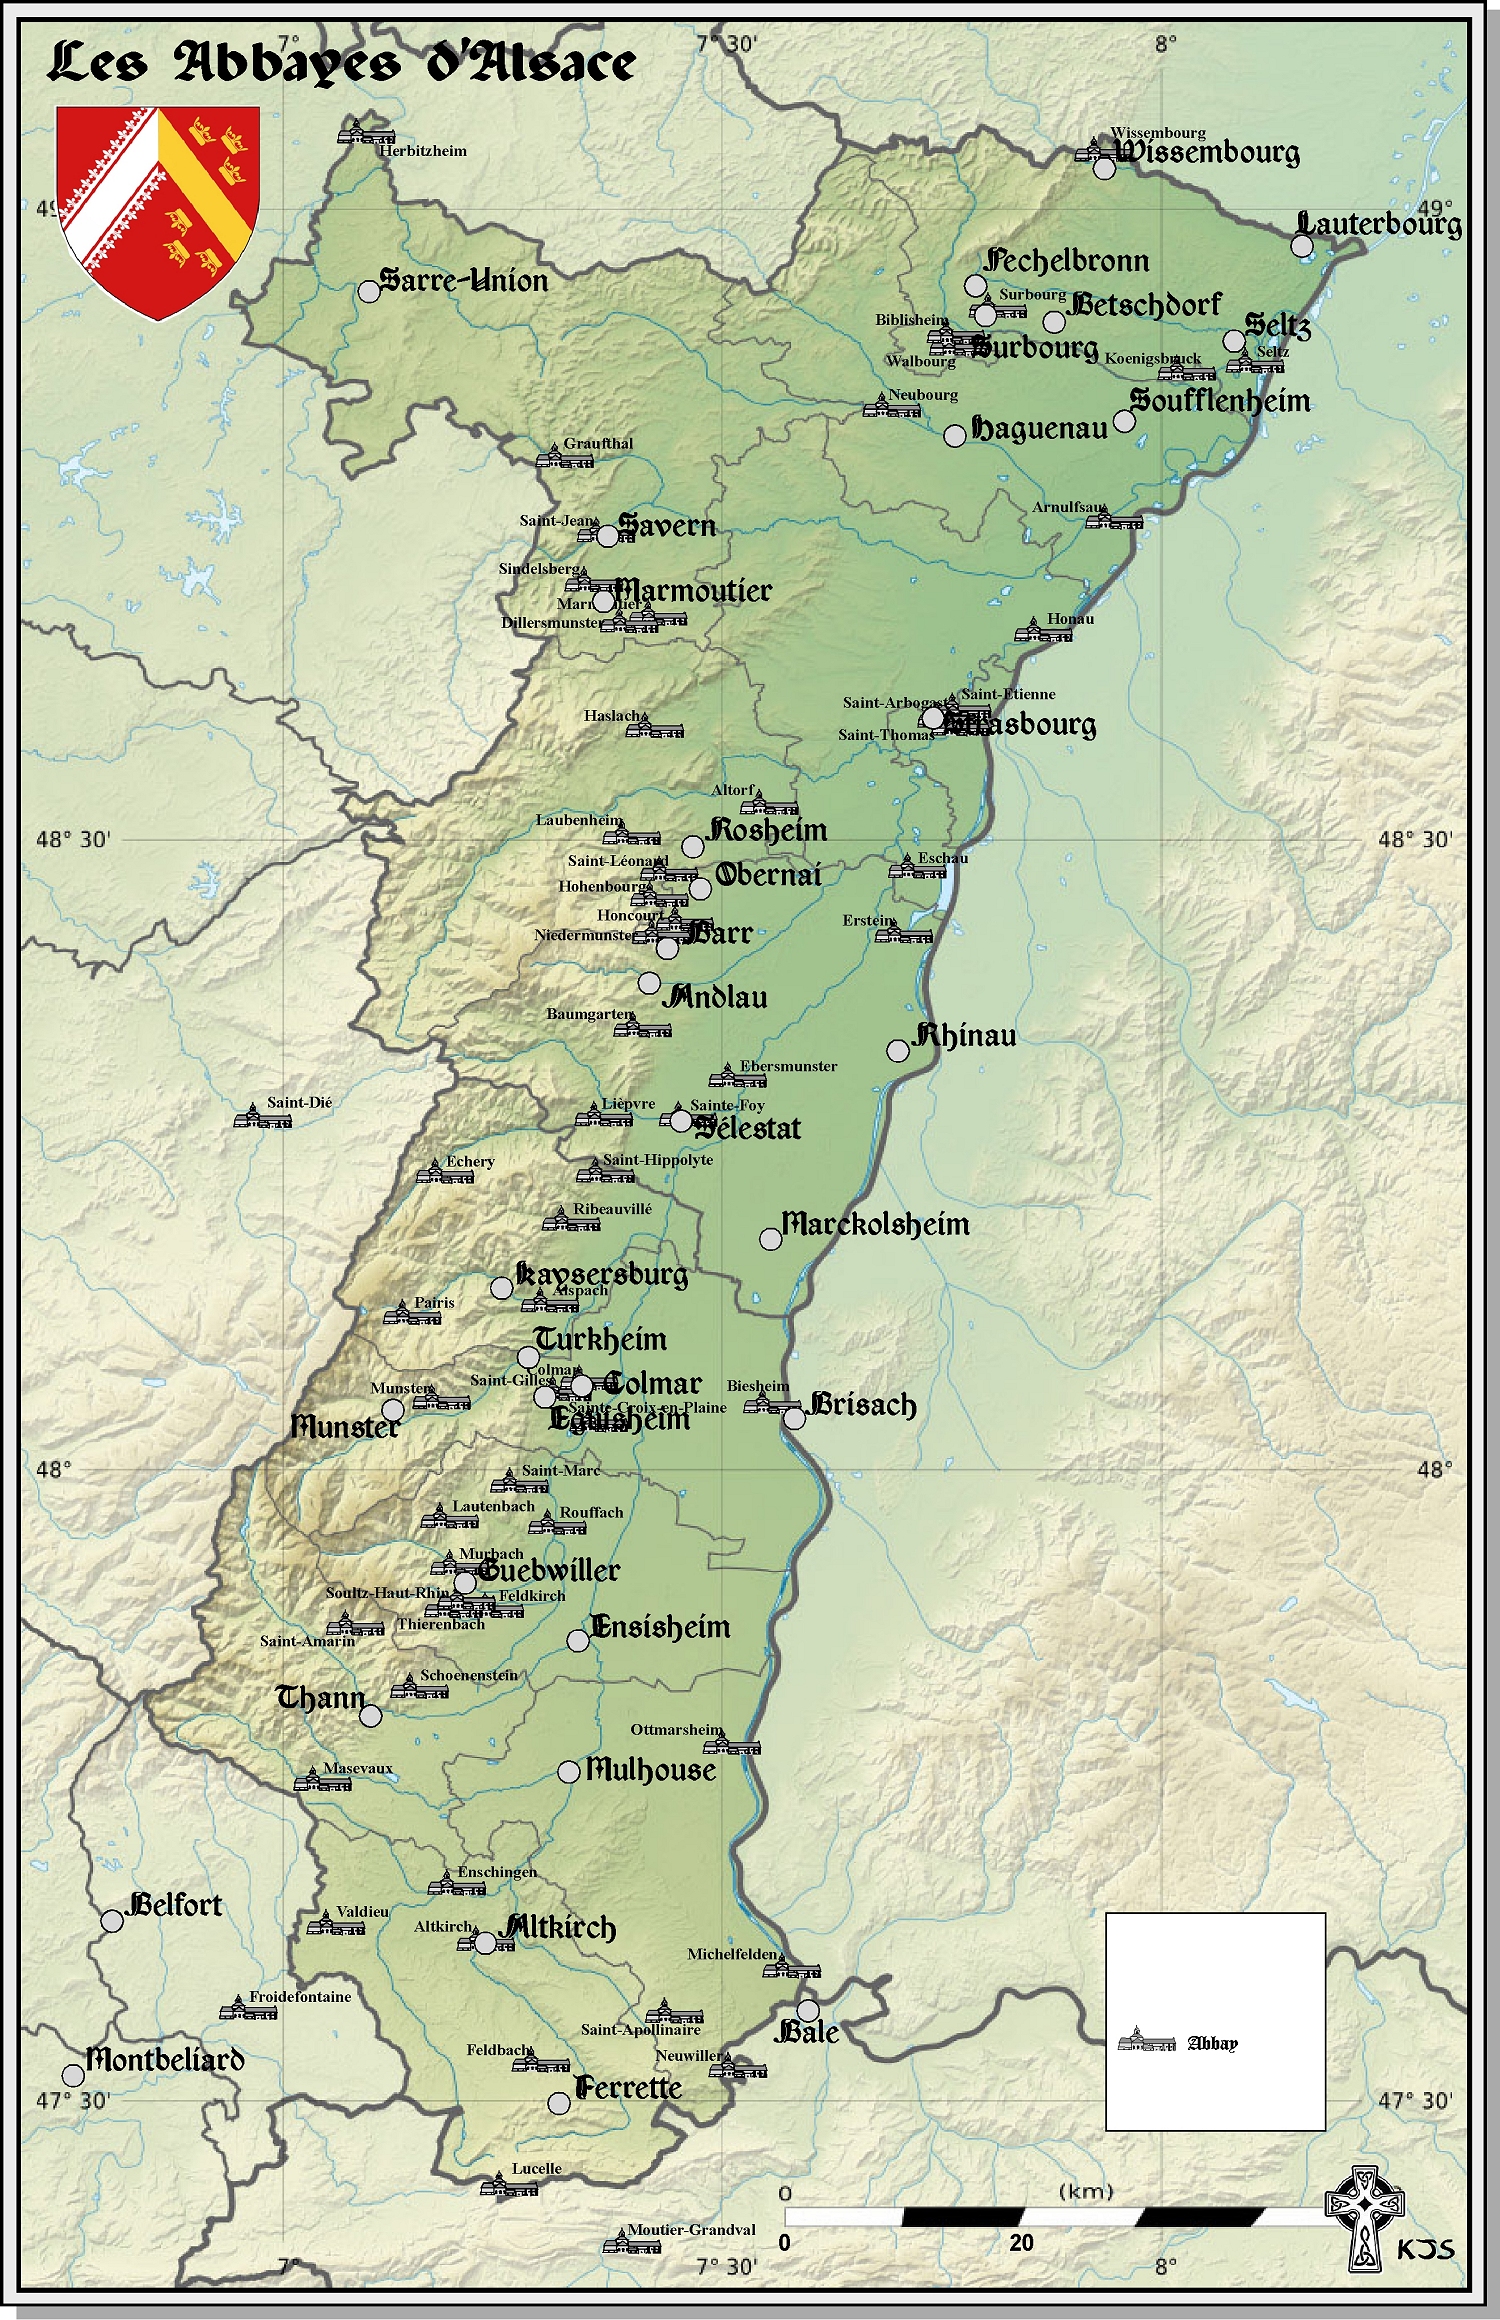 7°
7° 30'
8°
Les Abbayes d'Alsace
Wissembourg
Wissembourg
Herbitzheim
49°
Lauterbourg
Pechelbronn
Sarre-Union
Surbourg
Betschdorf
Biblisheim
Seltz
Surbourg
Seltz
Walbourg
Koenigsbruck
Neubourg
Soufflenheim
Haguenau
Graufthal
Arnulfsau
Saint-Jean
Savern
Sindelsberg
Marmoutier
Marmoutier
Dillersmunster
Honau
Saint-Etienne
Saint-Arbogast
Haslach
Strasbourg
Saint-Thomas
Altorf
Laubenheim
Rosheim
48° 30'
48° 30'
Saint-Léonard
Eschau
Obernai
Hohenbourg
Honcourt
Erstein
Niedermunster
Barr
Andlau
Baumgarten
Rhinau
Ebersmunster
Saint-Dié
Lièpvre
Sainte-Foy
Sélestat
Echery
Saint-Hippolyte
Ribeauvillé
Marckolsheim
Kaysersburg
Alspach
Pairis
Turkheim
Colmar
Saint-Gilles
Colmar
Munster
Biesheim
Brisach
Sainte-Croix-en-Plaine
Munster
Eguisheim
48°
48°
Saint-Marc
Lautenbach
Rouffach
Murbach
Guebwiller
Soultz-Haut-Rhin
Feldkirch
Thierenbach
Ensisheim
Saint-Amarin
Schoenenstein
Thann
Ottmarsheim
Masevaux
Mulhouse
Enschingen
Belfort
Valdieu
Altkirch
Altkirch
Michelfelden
Froidefontaine
Saint-Apollinaire
Bale
Abbay
Feldbach
Neuwiller
Montbeliard
Ferrette
47° 30'
47° 30'
Lucelle
0
(km)
Moutier-Grandval
0
20
KJS
7°
7° 30'
8°